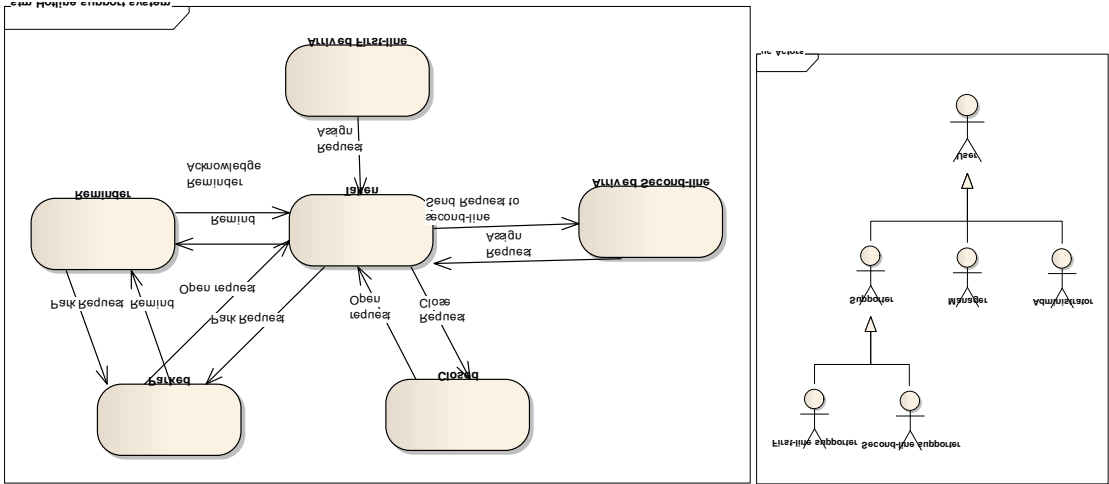 stm Hotline support system
Arrived First-line
Assign
Request
Acknowledge
Reminder
Reminder
Taken
Arrived Second-line
Send Request to
second-line
Remind
Assign
Request
Open request
Park Request
Remind
Park Request
Open
request
Close
Request
Parked
Closed
uc Actors
User
Supporter
Manager
Administrator
First-line supporter
Second-line supporter